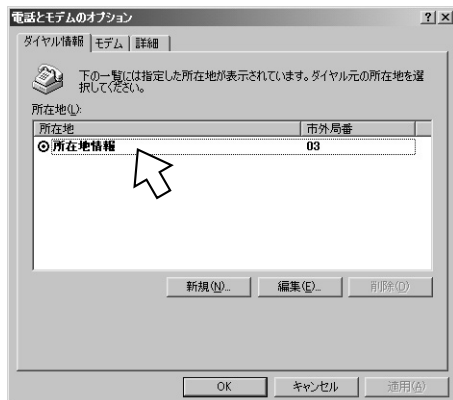 電話とモデムのオプション
? ×
ダイヤル情報 モデム 詳細
下の一覧には指定した所在地が表示されています。ダイヤル元の所在地を選
択してください。
所在地(L):
所在地 市外局番
所在地情報 03
新規(N)... 編集(E)... 削除(D)
OK キャンセル 適用(A)